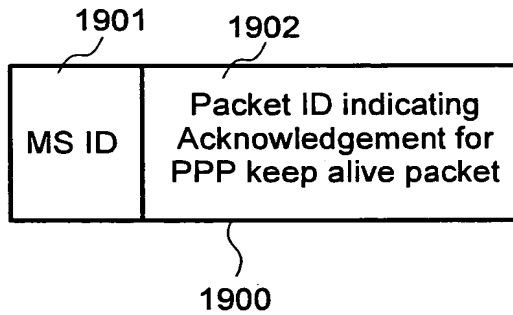 1901
1902
MS ID
Packet ID indicating
Acknowledgement for
PPP keep alive packet
1900